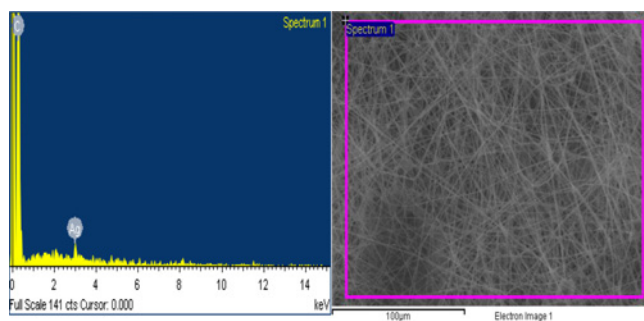 Spectrum 1
C
Ag
0 2 4 6 8 10 12 14
Full Scale 141 cts Cursor: 0.000 keV
Spectrum 1
100µm Electron Image 1